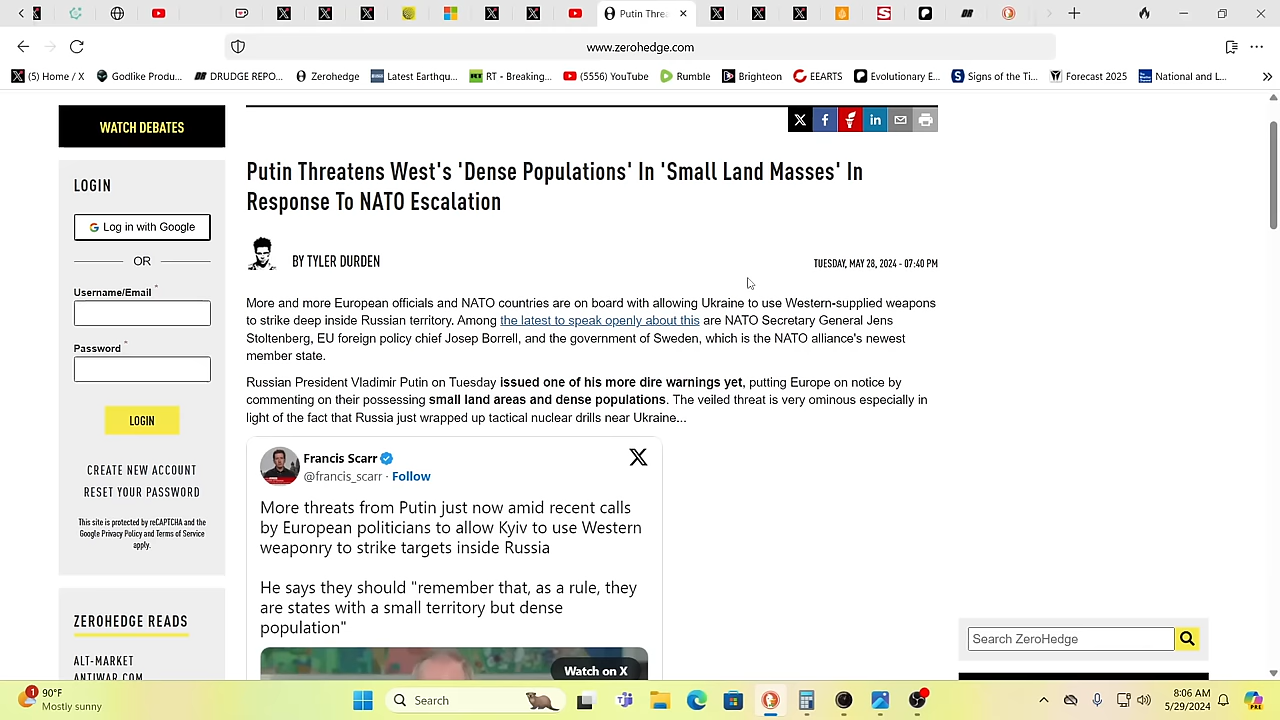 Putin Threa
www.zerohedge.com
(5) Home / X
Godlike Produ...
DRUDGE REPO...
Zerohedge
Latest Earthqu...
RT - Breaking...
(5556) YouTube
Rumble
Brighteon
EEARTS
Evolutionary E...
Signs of the Ti...
Forecast 2025
National and L...
WATCH DEBATES
LOGIN
Log in with Google
OR
Username/Email *
Password *
LOGIN
CREATE NEW ACCOUNT
RESET YOUR PASSWORD
This site is protected by reCAPTCHA and the
Google Privacy Policy and Terms of Service
apply.
ZEROHEDGE READS
ALT-MARKET
ANTIWAR.COM
Putin Threatens West's 'Dense Populations' In 'Small Land Masses' In
Response To NATO Escalation
BY TYLER DURDEN
TUESDAY, MAY 28, 2024 - 07:40 PM
More and more European officials and NATO countries are on board with allowing Ukraine to use Western-supplied weapons
to strike deep inside Russian territory. Among the latest to speak openly about this are NATO Secretary General Jens
Stoltenberg, EU foreign policy chief Josep Borrell, and the government of Sweden, which is the NATO alliance's newest
member state.
Russian President Vladimir Putin on Tuesday issued one of his more dire warnings yet, putting Europe on notice by
commenting on their possessing small land areas and dense populations. The veiled threat is very ominous especially in
light of the fact that Russia just wrapped up tactical nuclear drills near Ukraine...
Francis Scarr
@francis_scarr · Follow
More threats from Putin just now amid recent calls
by European politicians to allow Kyiv to use Western
weaponry to strike targets inside Russia
He says they should "remember that, as a rule, they
are states with a small territory but dense
population"
Watch on X
Search ZeroHedge
1
90°F
Mostly sunny
Search
8:06 AM
5/29/2024
PRE